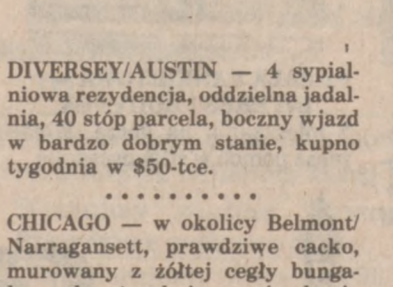 DIVERSEY/AUSTIN — 4 sypial-
niowa rezydencja, oddzielna jadal-
nia, 40 stóp parcela, boczny wjazd
w bardzo dobrym stanie, kupno
tygodnia w $50-tce.
• • • • • • • • • •
CHICAGO — w okolicy Belmont/
Narragansett, prawdziwe cacko,
murowany z żółtej cegły bunga-